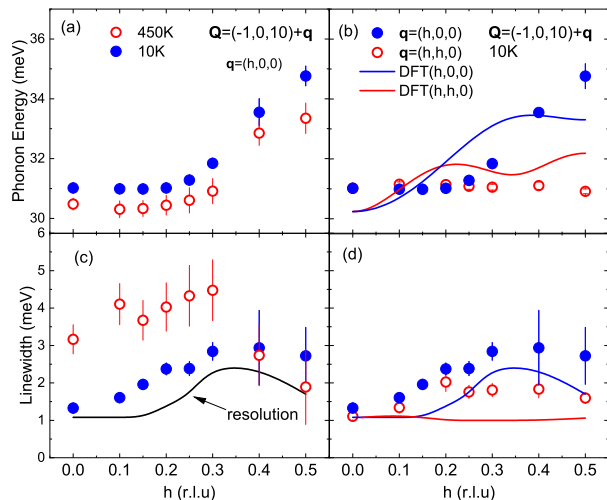 (a)
450K
10K
Q=(-1,0,10)+q
q=(h,0,0)
(b)
q=(h,0,0)
q=(h,h,0)
DFT(h,0,0)
DFT(h,h,0)
Q=(-1,0,10)+q
10K
Phonon Energy (meV)
36
34
32
30
(c)
resolution
(d)
Linewidth (meV)
6
5
4
3
2
1
0
0.0 0.1 0.2 0.3 0.4 0.5
0.0 0.1 0.2 0.3 0.4 0.5
h (r.l.u)
h (r.l.u)